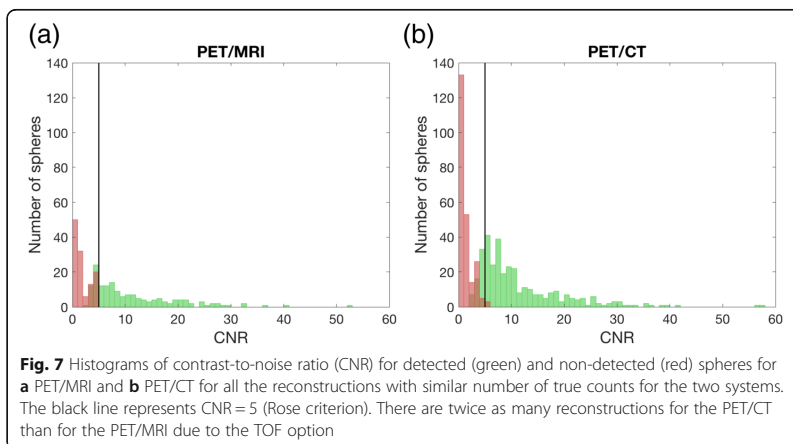 (a)
PET/MRI
140
120
100
80
60
40
20
0
Number of spheres
0 10 20 30 40 50 60
CNR
(b)
PET/CT
140
120
100
80
60
40
20
0
Number of spheres
0 10 20 30 40 50 60
CNR
Fig. 7 Histograms of contrast-to-noise ratio (CNR) for detected (green) and non-detected (red) spheres for
a PET/MRI and b PET/CT for all the reconstructions with similar number of true counts for the two systems.
The black line represents CNR = 5 (Rose criterion). There are twice as many reconstructions for the PET/CT
than for the PET/MRI due to the TOF option